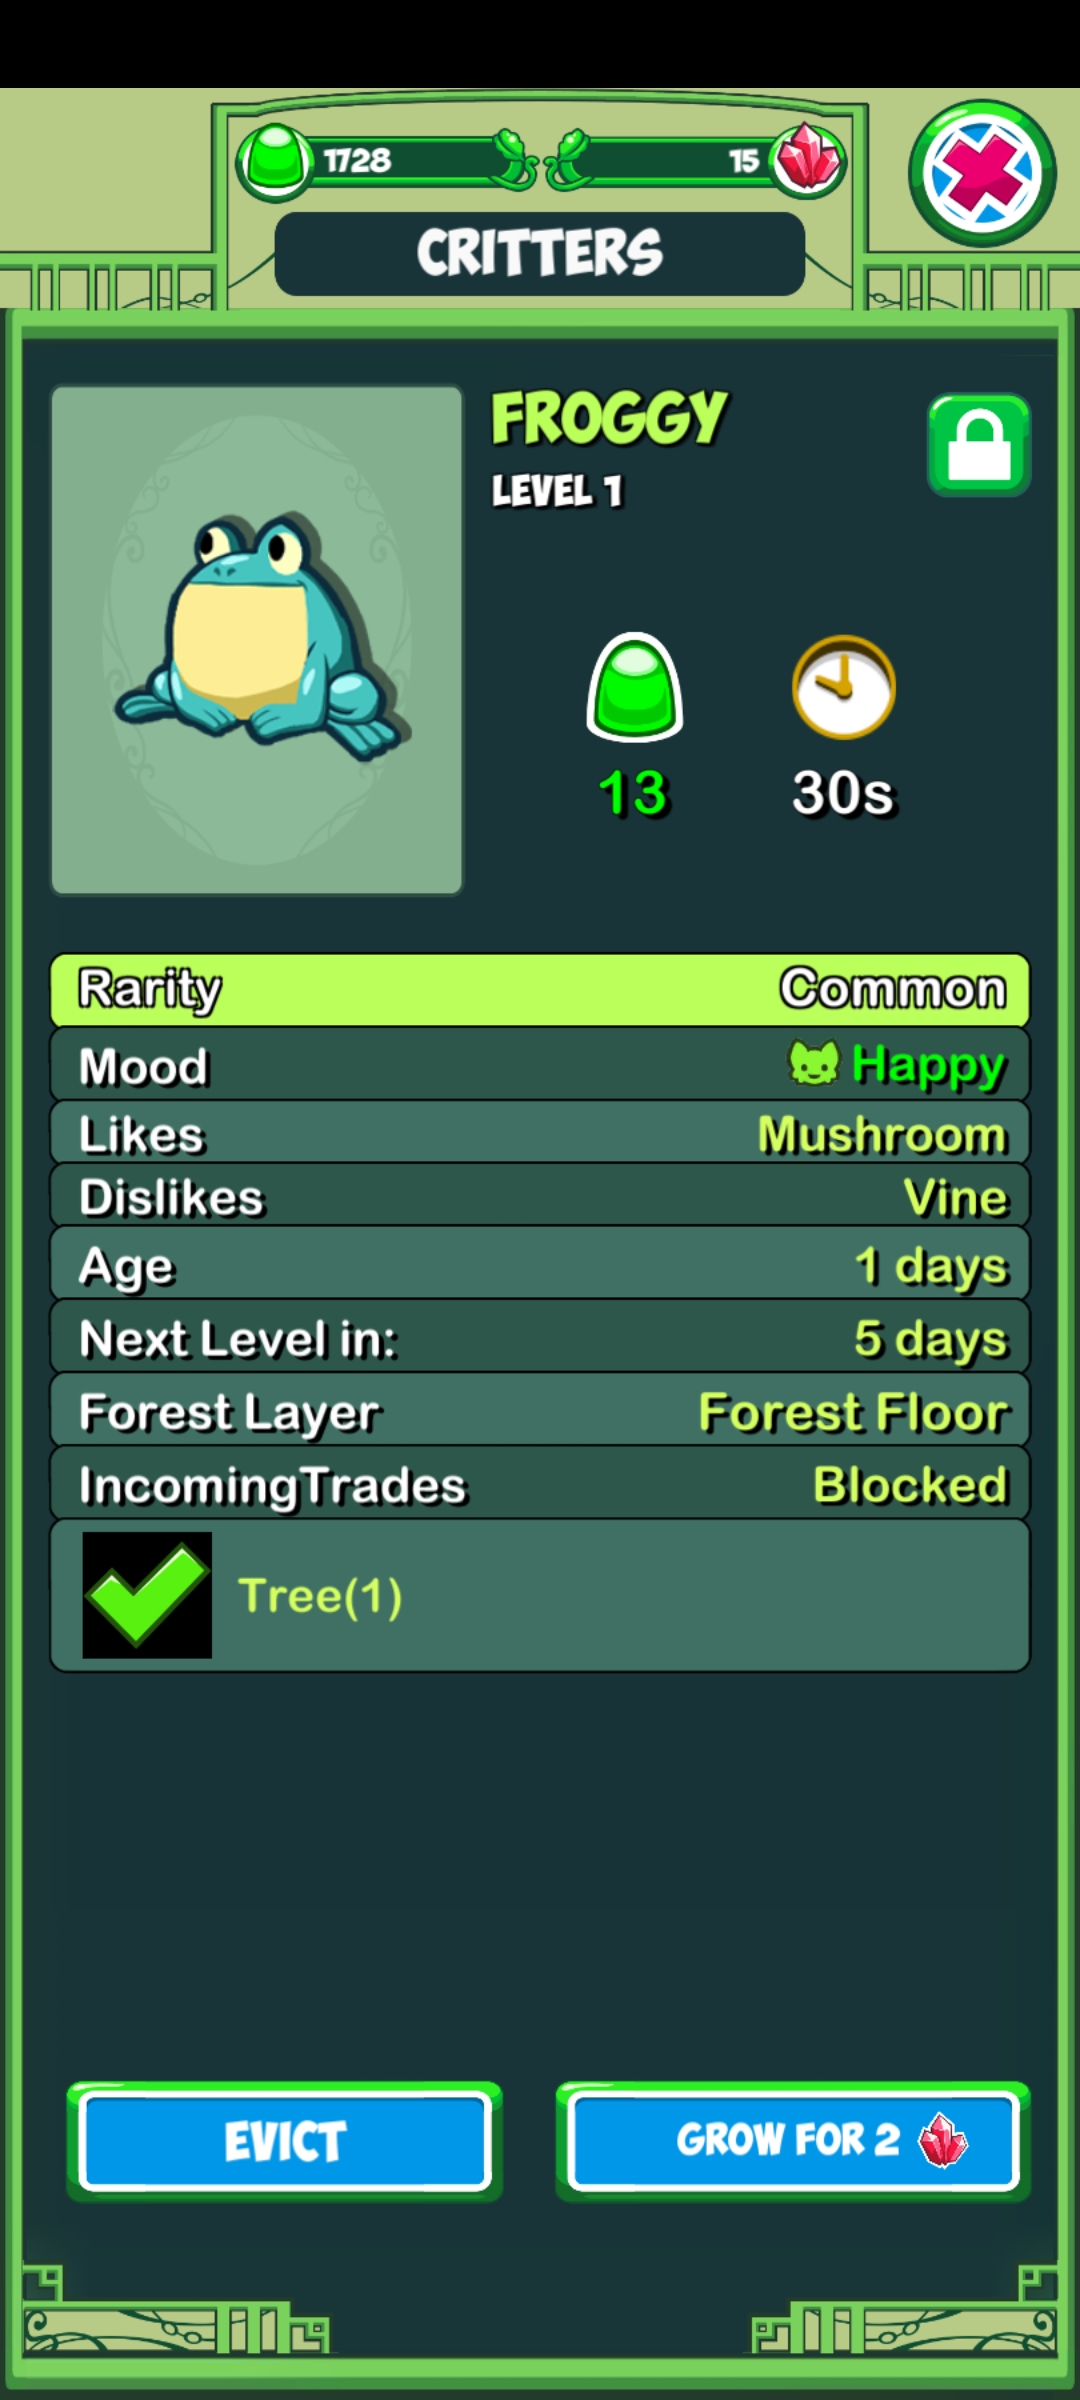 1728
15
CRITTERS
FROGGY
LEVEL 1
13
30s
Rarity Common
Mood Happy
Likes Mushroom
Dislikes Vine
Age 1 days
Next Level in: 5 days
Forest Layer Forest Floor
IncomingTrades Blocked
Tree(1)
EVICT
GROW FOR 2